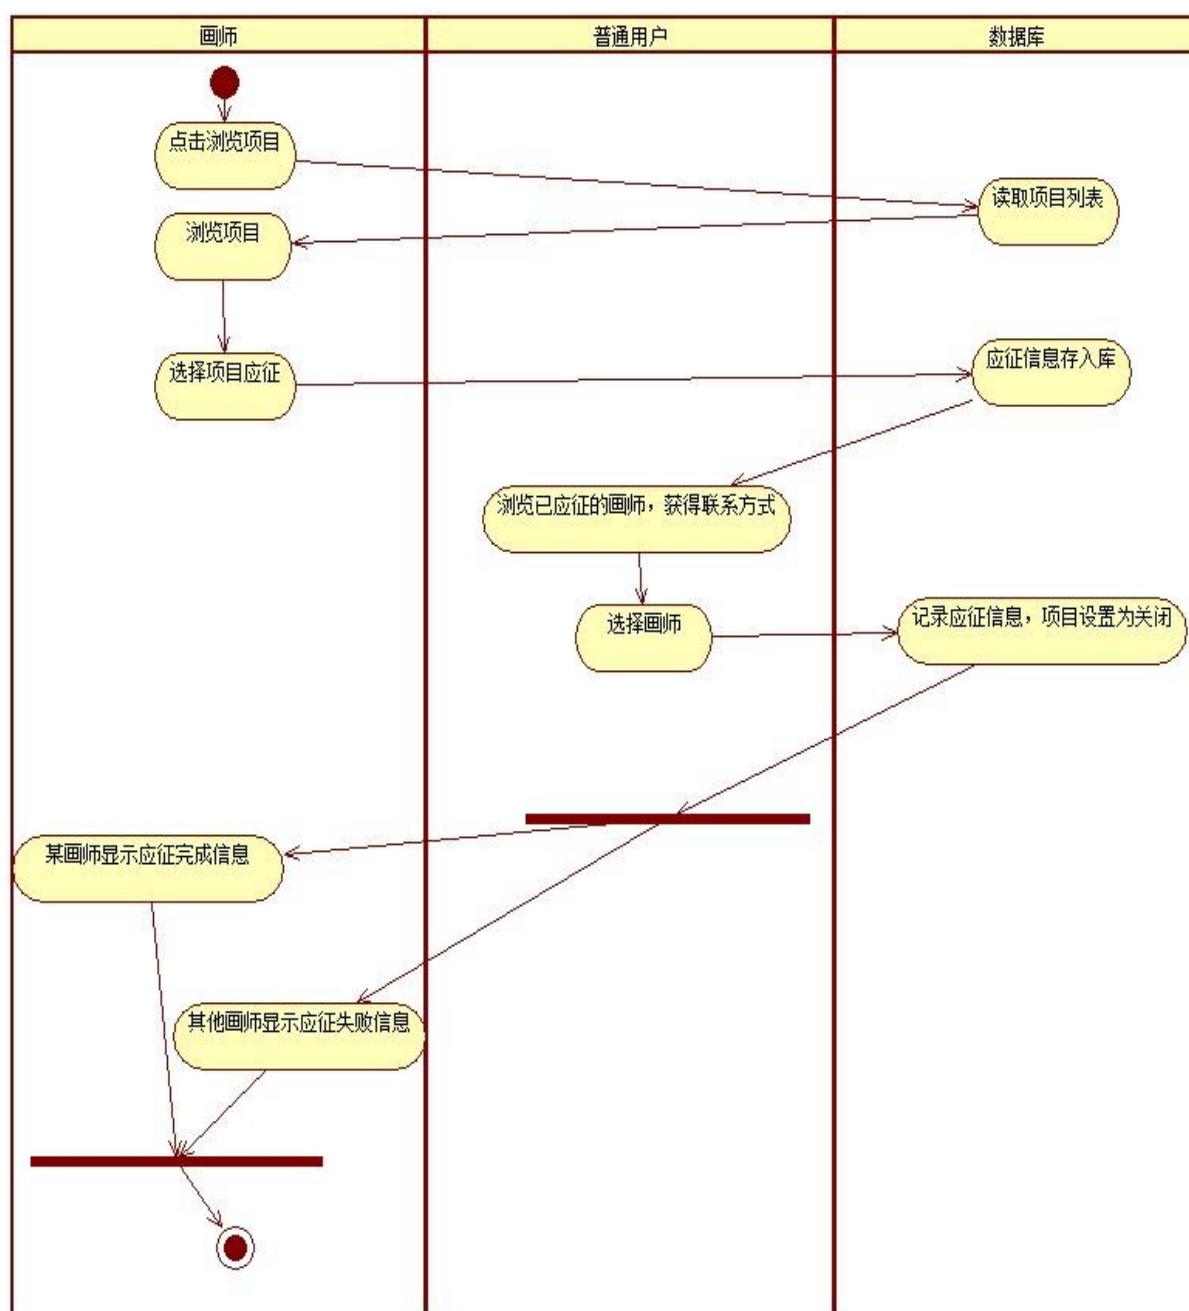 画师
普通用户
数据库
点击浏览项目
读取项目列表
浏览项目
选择项目应征
应征信息存入库
浏览已应征的画师，获得联系方式
选择画师
记录应征信息，项目设置为关闭
某画师显示应征完成信息
其他画师显示应征失败信息